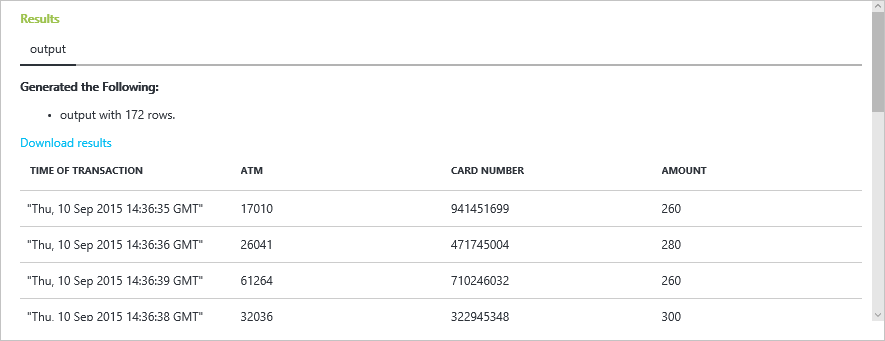 Results
output
Generated the Following:
• output with 172 rows.
Download results
TIME OF TRANSACTION ATM CARD NUMBER AMOUNT
"Thu, 10 Sep 2015 14:36:35 GMT" 17010 941451699 260
"Thu, 10 Sep 2015 14:36:36 GMT" 26041 471745004 280
"Thu, 10 Sep 2015 14:36:39 GMT" 61264 710246032 260
"Thu, 10 Sep 2015 14:36:38 GMT" 32036 322945348 300